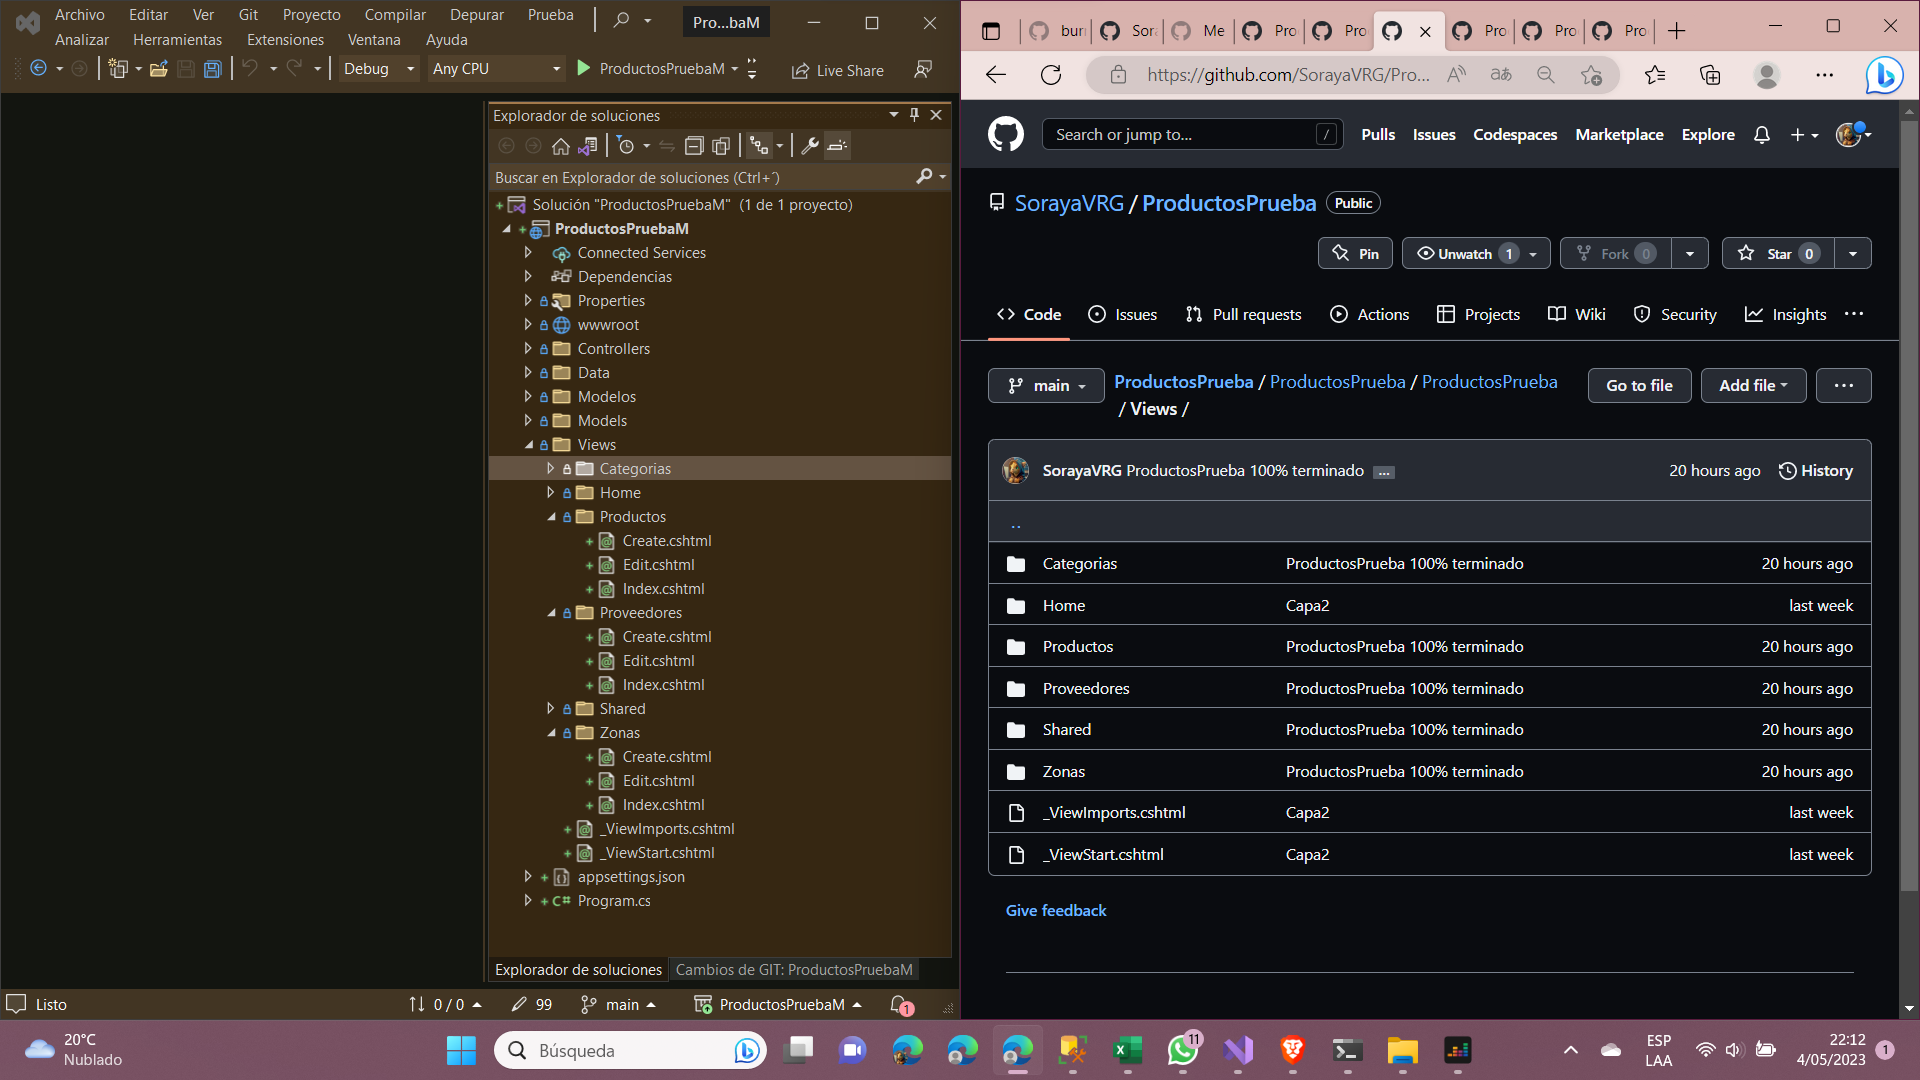 Archivo Editar Ver Git Proyecto Compilar Depurar Prueba
Analizar Herramientas Extensiones Ventana Ayuda
Pro...baM
Debug Any CPU ProductosPruebaM Live Share
Explorador de soluciones
Buscar en Explorador de soluciones (Ctrl+´)
Solución "ProductosPruebaM" (1 de 1 proyecto)
ProductosPruebaM
Connected Services
Dependencias
Properties
wwwroot
Controllers
Data
Modelos
Models
Views
Categorias
Home
Productos
Create.cshtml
Edit.cshtml
Index.cshtml
Proveedores
Create.cshtml
Edit.cshtml
Index.cshtml
Shared
Zonas
Create.cshtml
Edit.cshtml
Index.cshtml
_ViewImports.cshtml
_ViewStart.cshtml
appsettings.json
C# Program.cs
Explorador de soluciones Cambios de GIT: ProductosPruebaM
Listo 0 / 0 99 main ProductosPruebaM 1
bur Sor Me Pro Pro Pro Pro Pro
https://github.com/SorayaVRG/Pro...
Search or jump to... /
Pulls Issues Codespaces Marketplace Explore
SorayaVRG / ProductosPrueba Public
Pin Unwatch 1 Fork 0 Star 0
Code Issues Pull requests Actions Projects Wiki Security Insights ...
main ProductosPrueba / ProductosPrueba / ProductosPrueba
/ Views /
Go to file Add file ...
SorayaVRG ProductosPrueba 100% terminado ... 20 hours ago History
..
Categorias ProductosPrueba 100% terminado 20 hours ago
Home Capa2 last week
Productos ProductosPrueba 100% terminado 20 hours ago
Proveedores ProductosPrueba 100% terminado 20 hours ago
Shared ProductosPrueba 100% terminado 20 hours ago
Zonas ProductosPrueba 100% terminado 20 hours ago
_ViewImports.cshtml Capa2 last week
_ViewStart.cshtml Capa2 last week
Give feedback
20°C
Nublado
Búsqueda
11
ESP
LAA
22:12
4/05/2023
1